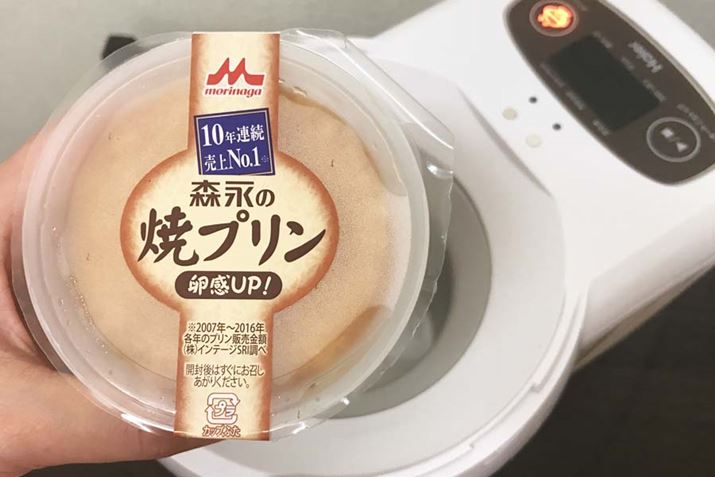 morinaga
10年連続
売上No.1※
森永の
焼プリン
卵感UP!
※2007年〜2016年
各年のプリン販売金額
(株)インテージSRI調べ
開封後はすぐにお召し
あがりください。
プラ
カップ,ふた
Haier